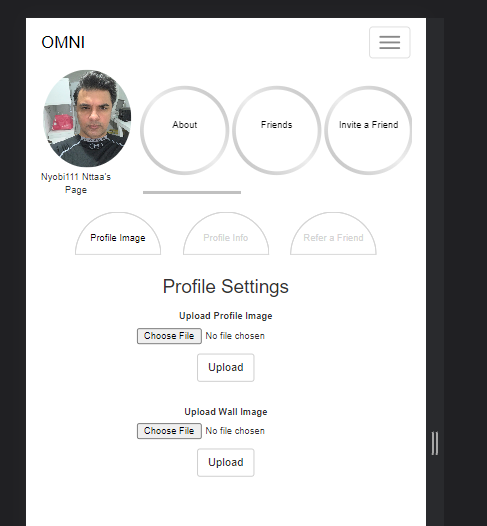 OMNI
About
Friends
Invite a Friend
Nyobi111 Nttaa's
Page
Profile Image
Profile Info
Refer a Friend
Profile Settings
Upload Profile Image
Choose File No file chosen
Upload
Upload Wall Image
Choose File No file chosen
Upload